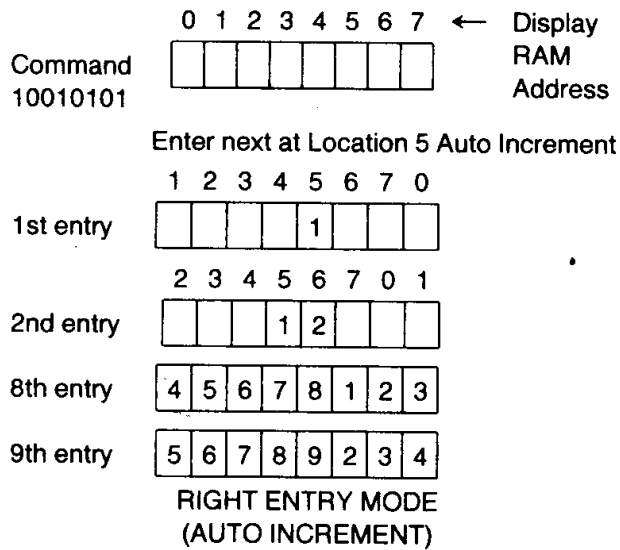 0 1 2 3 4 5 6 7 ← Display
RAM
Address
Command
10010101
Enter next at Location 5 Auto Increment
1 2 3 4 5 6 7 0
1st entry 1
2 3 4 5 6 7 0 1
2nd entry 1 2
8th entry 4 5 6 7 8 1 2 3
9th entry 5 6 7 8 9 2 3 4
RIGHT ENTRY MODE
(AUTO INCREMENT)